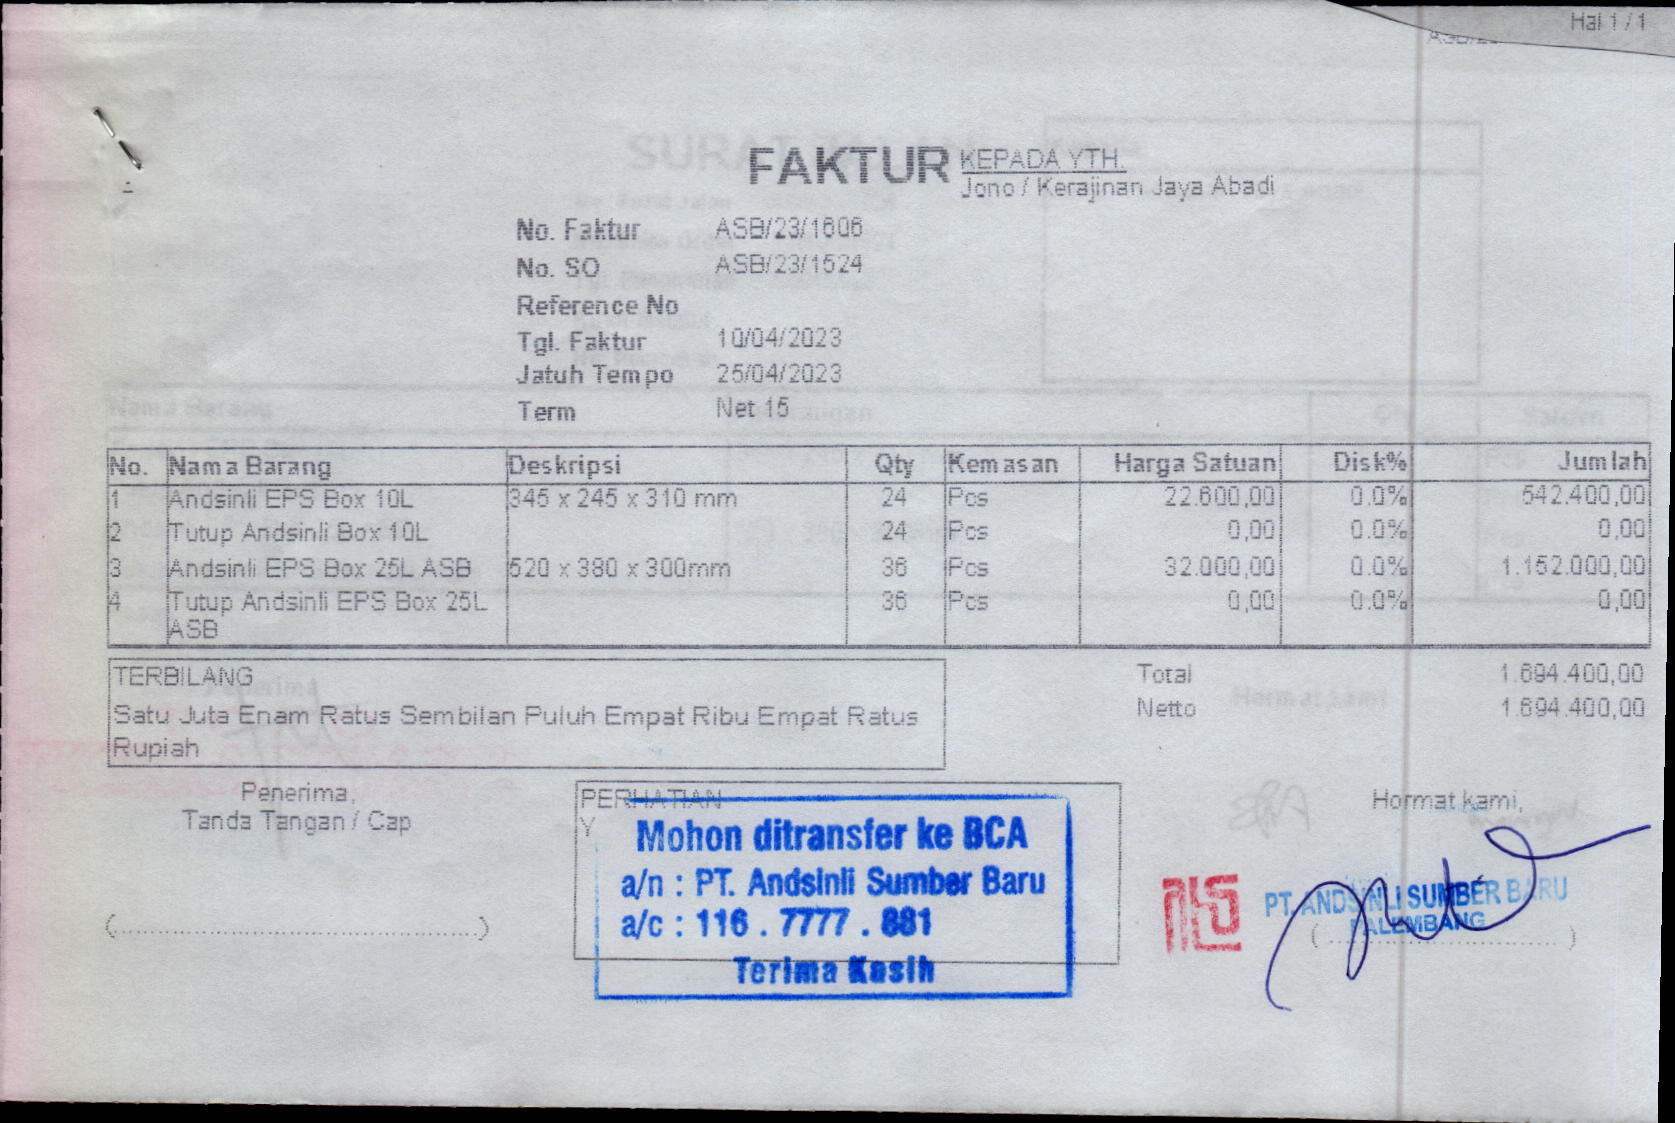 Hal 1 / 1
FAKTUR
KEPADA YTH.
Jono / Kerajinan Jaya Abadi
No. Faktur ASB/23/1606
No. SO ASB/23/1524
Reference No
Tgl. Faktur 10/04/2023
Jatuh Tempo 25/04/2023
Term Net 15
No. Nama Barang Deskripsi Qty Kemasan Harga Satuan Disk% Jumlah
1 Andsinli EPS Box 10L 345 x 245 x 310 mm 24 Pcs 22.600,00 0.0% 542.400,00
2 Tutup Andsinli Box 10L 24 Pcs 0,00 0.0% 0,00
3 Andsinli EPS Box 25L ASB 520 x 380 x 300mm 36 Pcs 32.000,00 0.0% 1.152.000,00
4 Tutup Andsinli EPS Box 25L 36 Pcs 0,00 0.0% 0,00
ASB
TERBILANG
Satu Juta Enam Ratus Sembilan Puluh Empat Ribu Empat Ratus
Rupiah
Total 1.694.400,00
Netto 1.694.400,00
Penerima,
Tanda Tangan / Cap
PERHATIAN
Y
Mohon ditransfer ke BCA
a/n : PT. Andsinli Sumber Baru
a/c : 116 . 7777 . 881
Terima Kasih
Hormat kami,
PT. ANDSINLI SUMBER BARU
PALEMBANG